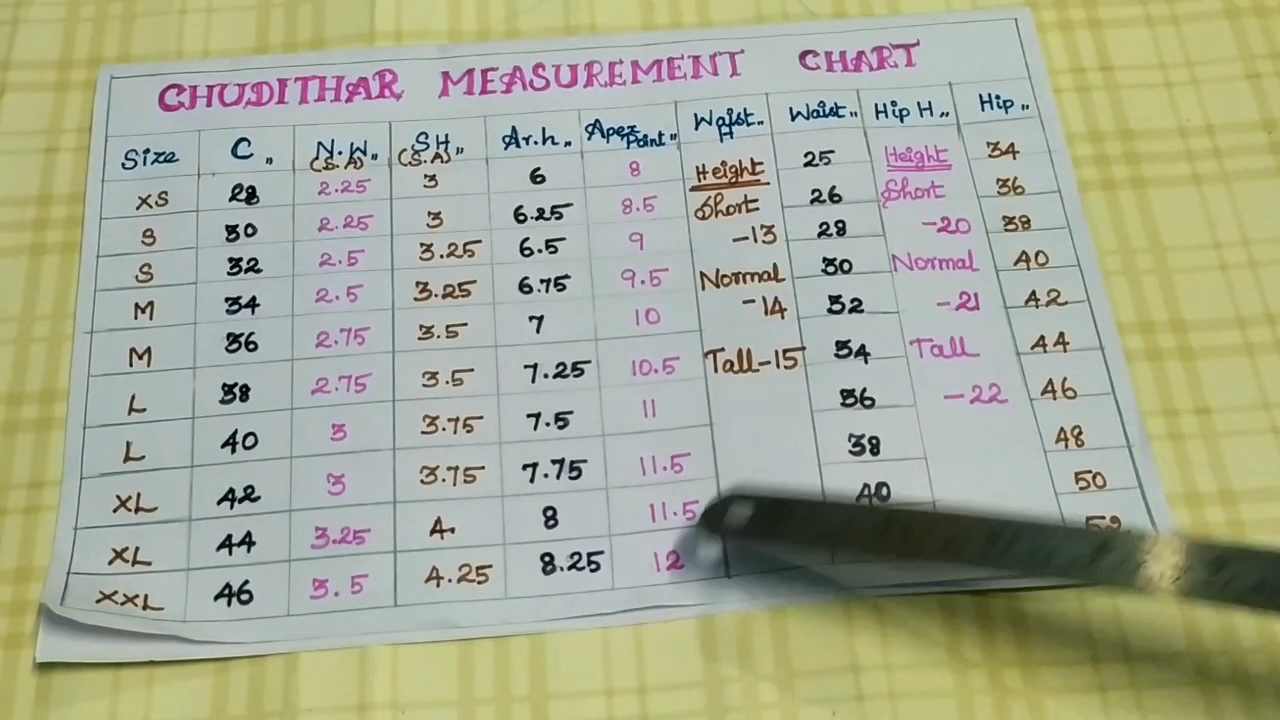 CHUDITHAR MEASUREMENT CHART
Size C" N.W" (S.A) SH" (S.A) Ar.h" Apex Point" Waist" H Waist" Hip H" Hip"
XS 28 2.25 3 6 8 Height 25 Height 34
S 30 2.25 3 6.25 8.5 Short 26 Short 36
S 32 2.5 3.25 6.5 9 -13 28 -20 38
M 34 2.5 3.25 6.75 9.5 Normal 30 Normal 40
M 36 2.75 3.5 7 10 -14 32 -21 42
L 38 2.75 3.5 7.25 10.5 Tall-15 34 Tall 44
L 40 3 3.75 7.5 11 36 -22 46
XL 42 3 3.75 7.75 11.5 38 48
XL 44 3.25 4 8 11.5 40 50
XXL 46 3.5 4.25 8.25 12